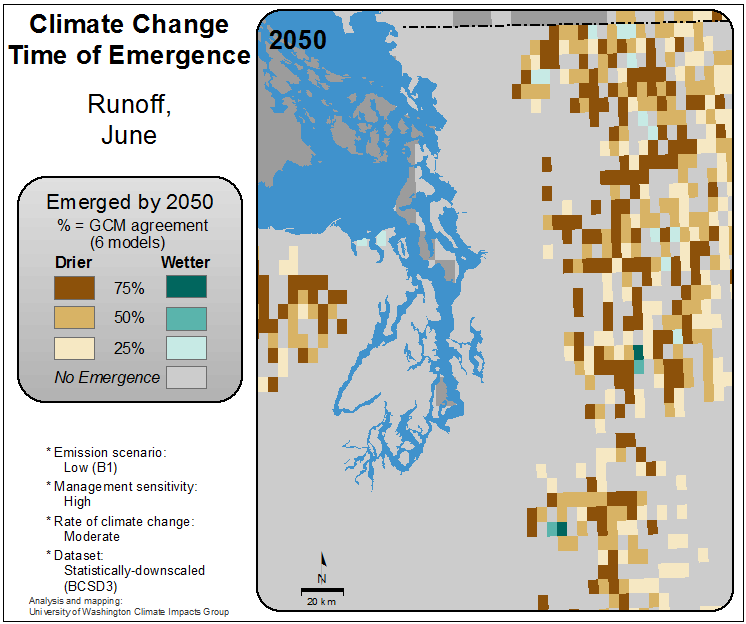 Climate Change
Time of Emergence
Runoff,
June
Emerged by 2050
% = GCM agreement
(6 models)
Drier Wetter
75%
50%
25%
No Emergence
* Emission scenario:
Low (B1)
* Management sensitivity:
High
* Rate of climate change:
Moderate
* Dataset:
Statistically-downscaled
(BCSD3)
Analysis and mapping:
University of Washington Climate Impacts Group
2050
N
20 km